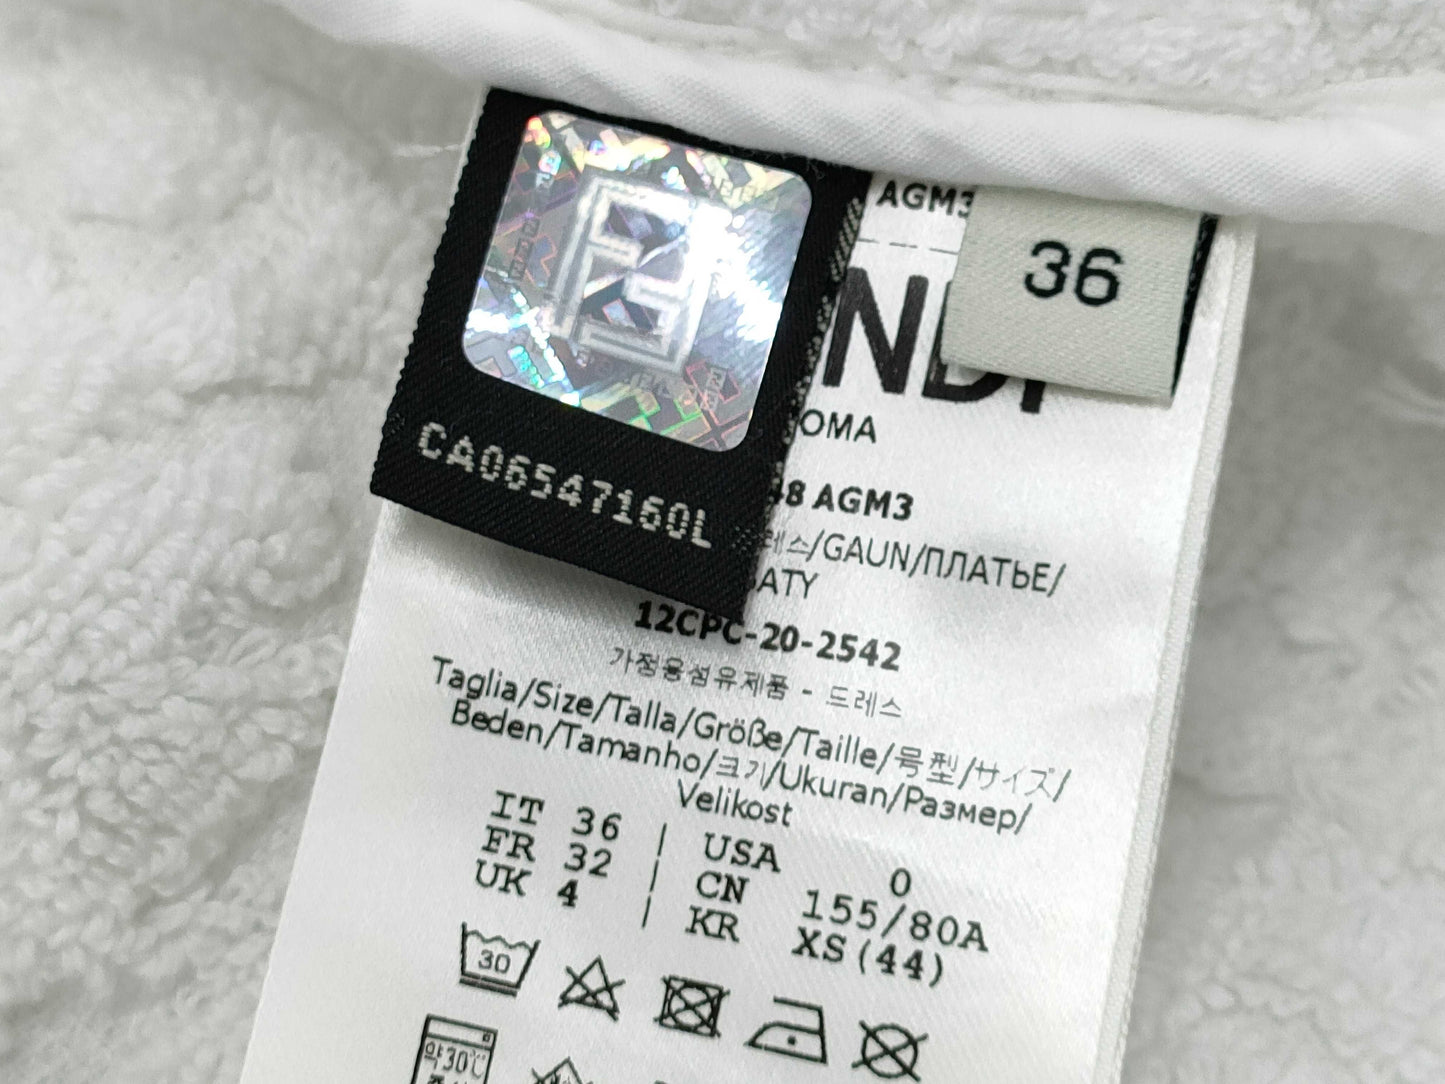 AGM3
36
NDI
OMA
CA06547160L
48 AGM3
레스/GAUN/ПЛАТЬЕ/
ATY
12CPC-20-2542
가정용섬유제품 - 드레스
Taglia/Size/Talla/Größe/Taille/号型/サイズ/
Beden/Tamanho/크기/Ukuran/Размер/
Velikost
IT 36 | USA 0
FR 32 | CN 155/80A
UK 4 | KR XS(44)
30
약30℃
중성